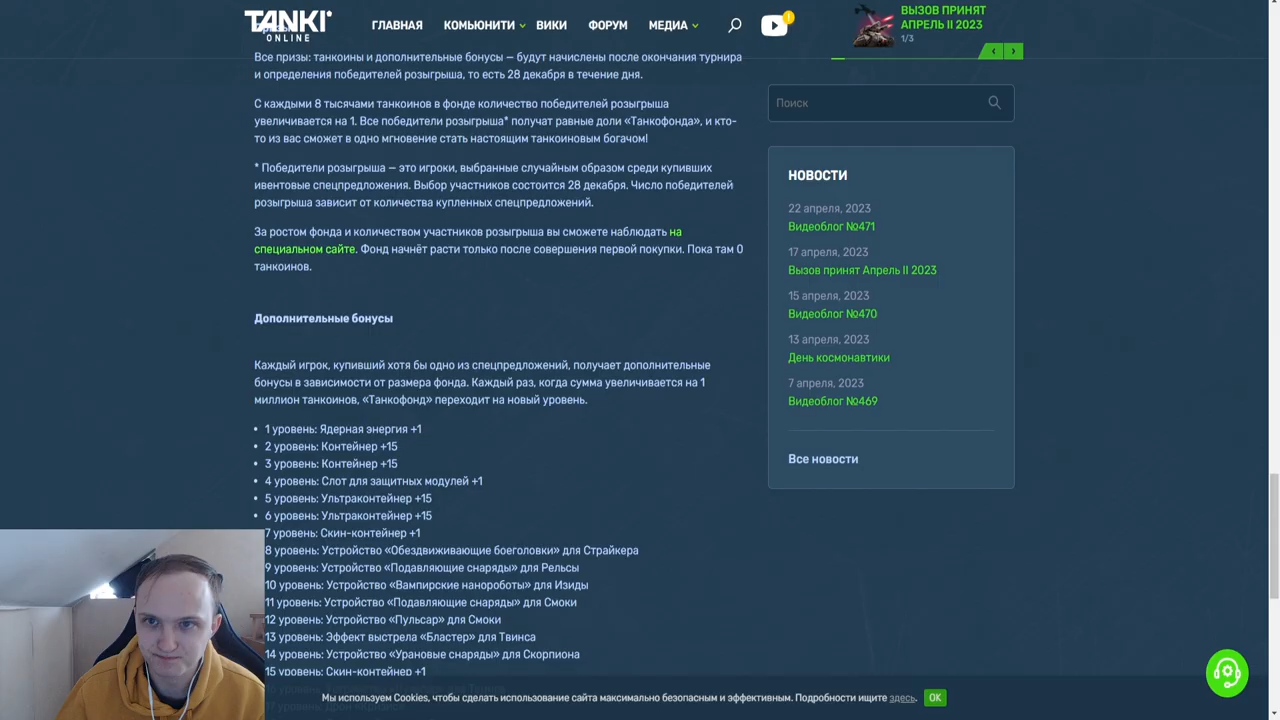 TANKI
ONLINE
ГЛАВНАЯ
КОМЬЮНИТИ
ВИКИ
ФОРУМ
МЕДИА
1
ВЫЗОВ ПРИНЯТ
АПРЕЛЬ II 2023
1/3
Все призы: танкоины и дополнительные бонусы — будут начислены после окончания турнира
и определения победителей розыгрыша, то есть 28 декабря в течение дня.
С каждыми 8 тысячами танкоинов в фонде количество победителей розыгрыша
увеличивается на 1. Все победители розыгрыша* получат равные доли «Танкофонда», и кто-
то из вас сможет в одно мгновение стать настоящим танкоиновым богачом!
* Победители розыгрыша — это игроки, выбранные случайным образом среди купивших
ивентовые спецпредложения. Выбор участников состоится 28 декабря. Число победителей
розыгрыша зависит от количества купленных спецпредложений.
За ростом фонда и количеством участников розыгрыша вы сможете наблюдать на
специальном сайте. Фонд начнёт расти только после совершения первой покупки. Пока там 0
танкоинов.
Дополнительные бонусы
Каждый игрок, купивший хотя бы одно из спецпредложений, получает дополнительные
бонусы в зависимости от размера фонда. Каждый раз, когда сумма увеличивается на 1
миллион танкоинов, «Танкофонд» переходит на новый уровень.
• 1 уровень: Ядерная энергия +1
• 2 уровень: Контейнер +15
• 3 уровень: Контейнер +15
• 4 уровень: Слот для защитных модулей +1
• 5 уровень: Ультраконтейнер +15
• 6 уровень: Ультраконтейнер +15
7 уровень: Скин-контейнер +1
8 уровень: Устройство «Обездвиживающие боеголовки» для Страйкера
9 уровень: Устройство «Подавляющие снаряды» для Рельсы
10 уровень: Устройство «Вампирские нанороботы» для Изиды
11 уровень: Устройство «Подавляющие снаряды» для Смоки
12 уровень: Устройство «Пульсар» для Смоки
13 уровень: Эффект выстрела «Бластер» для Твинса
14 уровень: Устройство «Урановые снаряды» для Скорпиона
15 уровень: Скин-контейнер +1
Поиск
НОВОСТИ
22 апреля, 2023
Видеоблог №471
17 апреля, 2023
Вызов принят Апрель II 2023
15 апреля, 2023
Видеоблог №470
13 апреля, 2023
День космонавтики
7 апреля, 2023
Видеоблог №469
Все новости
Мы используем Cookies, чтобы сделать использование сайта максимально безопасным и эффективным. Подробности ищите здесь. OK